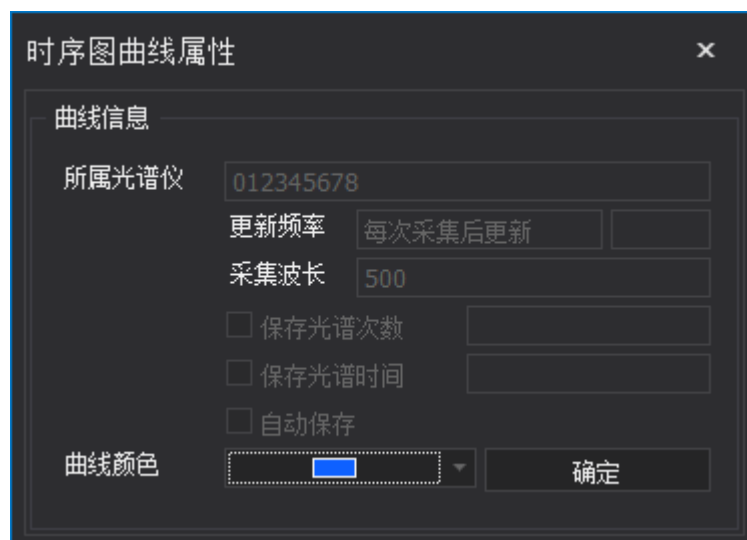 时序图曲线属性 ×
曲线信息
所属光谱仪 012345678
更新频率 每次采集后更新
采集波长 500
保存光谱次数
保存光谱时间
自动保存
曲线颜色 确定